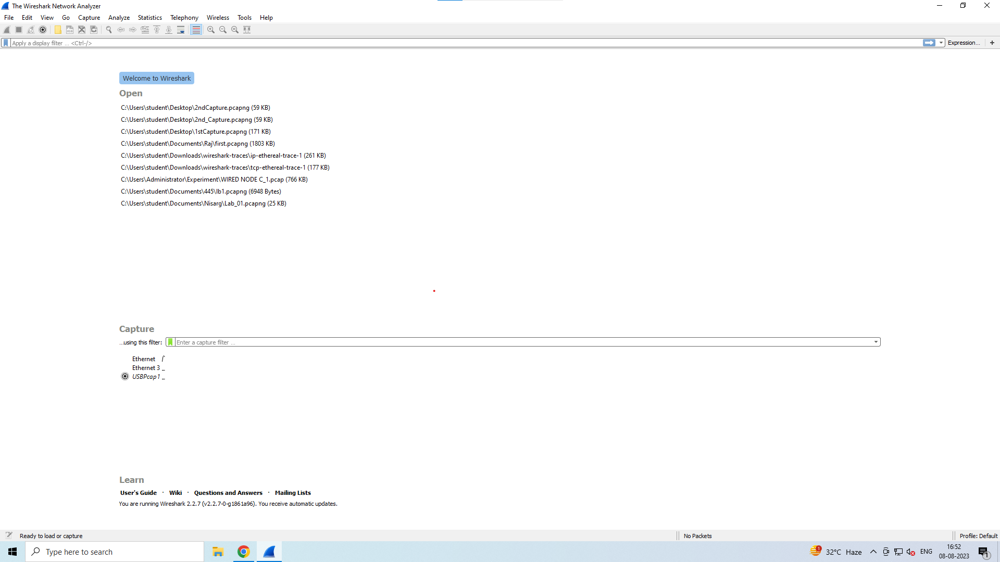 The Wireshark Network Analyzer
File Edit View Go Capture Analyze Statistics Telephony Wireless Tools Help
Apply a display filter ... <Ctrl-/> Expression... +
Welcome to Wireshark
Open
C:\Users\student\Desktop\2ndCapture.pcapng (59 KB)
C:\Users\student\Desktop\2nd_Capture.pcapng (59 KB)
C:\Users\student\Desktop\1stCapture.pcapng (171 KB)
C:\Users\student\Documents\Raj\first.pcapng (1803 KB)
C:\Users\student\Downloads\wireshark-traces\ip-ethereal-trace-1 (261 KB)
C:\Users\student\Downloads\wireshark-traces\tcp-ethereal-trace-1 (177 KB)
C:\Users\Administrator\Experiment\WIRED NODE C_1.pcap (766 KB)
C:\Users\student\Documents\445\lb1.pcapng (6948 Bytes)
C:\Users\student\Documents\Nisarg\Lab_01.pcapng (25 KB)
Capture
...using this filter: Enter a capture filter ...
Ethernet
Ethernet 3
USBPcap1
Learn
User's Guide · Wiki · Questions and Answers · Mailing Lists
You are running Wireshark 2.2.7 (v2.2.7-0-g1861a96). You receive automatic updates.
Ready to load or capture No Packets Profile: Default
Type here to search 1 32°C Haze ENG 16:52
08-08-2023 1